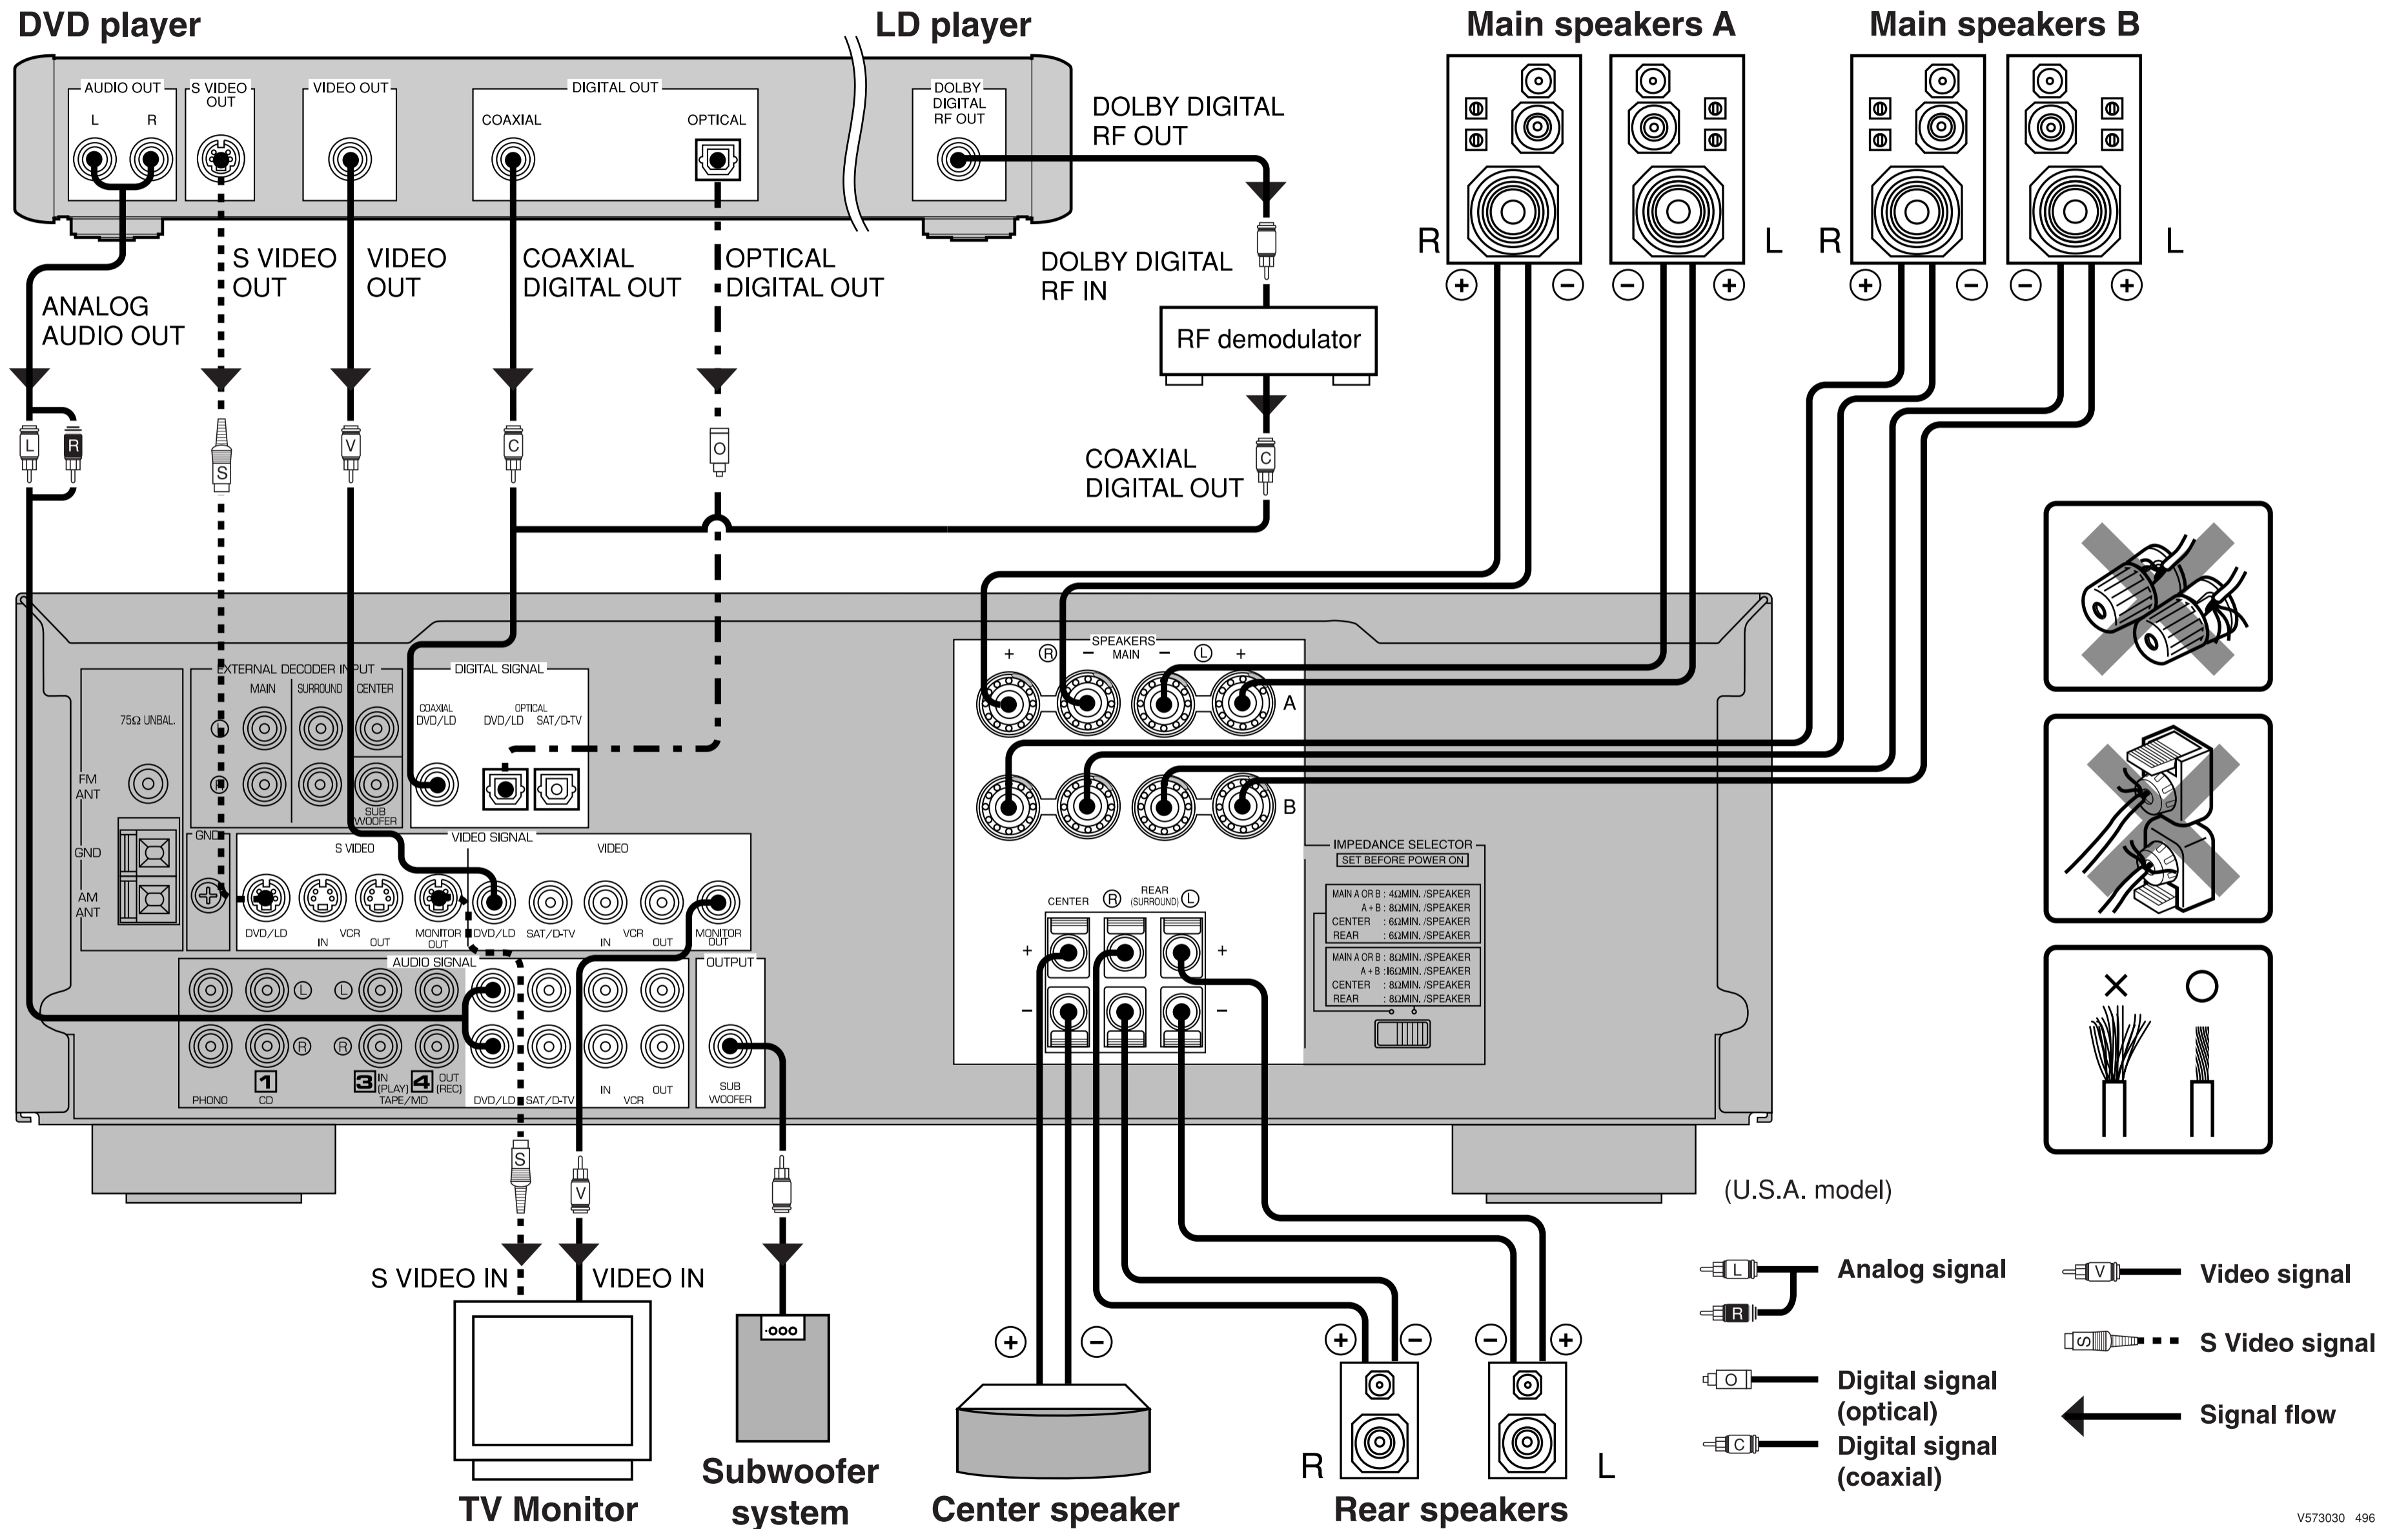 DVD player
LD player
Main speakers A
Main speakers B
AUDIO OUT
L R
S VIDEO
OUT
VIDEO OUT
DIGITAL OUT
COAXIAL
OPTICAL
DOLBY
DIGITAL
RF OUT
DOLBY DIGITAL
RF OUT
R
L
R
L
+ − − +
+ − − +
ANALOG
AUDIO OUT
S VIDEO
OUT
VIDEO
OUT
COAXIAL
DIGITAL OUT
OPTICAL
DIGITAL OUT
DOLBY DIGITAL
RF IN
RF demodulator
L
R
S
V
C
O
C
COAXIAL
DIGITAL OUT
EXTERNAL DECODER INPUT
MAIN
SURROUND
CENTER
SUB
WOOFER
DIGITAL SIGNAL
COAXIAL
DVD/LD
OPTICAL
DVD/LD SAT/D-TV
75Ω UNBAL.
FM
ANT
GND
AM
ANT
GND
L
R
SPEAKERS
MAIN
+ R − − L +
A
B
VIDEO SIGNAL
S VIDEO
VIDEO
DVD/LD
IN
VCR
OUT
MONITOR
OUT
DVD/LD
SAT/D-TV
IN
VCR
OUT
MONITOR
OUT
AUDIO SIGNAL
OUTPUT
L L
R R
PHONO
1
CD
3 IN
(PLAY)
4 OUT
(REC)
TAPE/MD
DVD/LD
SAT/D-TV
IN
VCR
OUT
SUB
WOOFER
CENTER
R
REAR
(SURROUND)
L
+ +
− −
IMPEDANCE SELECTOR
SET BEFORE POWER ON
MAIN A OR B : 4ΩMIN. /SPEAKER
A + B : 8ΩMIN. /SPEAKER
CENTER : 6ΩMIN. /SPEAKER
REAR : 6ΩMIN. /SPEAKER
MAIN A OR B : 8ΩMIN. /SPEAKER
A + B :16ΩMIN. /SPEAKER
CENTER : 8ΩMIN. /SPEAKER
REAR : 8ΩMIN. /SPEAKER
S
V
S VIDEO IN
VIDEO IN
+ −
+ −
− +
R
L
TV Monitor
Subwoofer
system
Center speaker
Rear speakers
(U.S.A. model)
L
R
Analog signal
O
Digital signal
(optical)
C
Digital signal
(coaxial)
V
Video signal
S
S Video signal
Signal flow
V573030 496